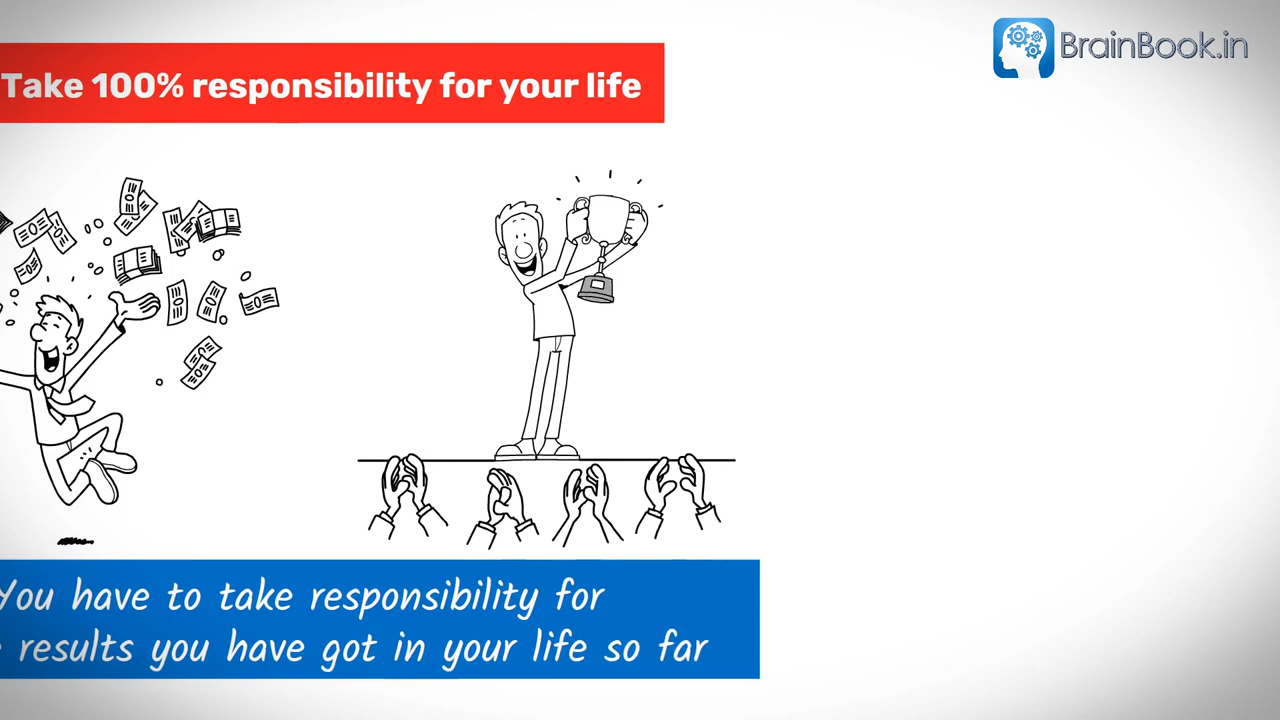 BrainBook.in
Take 100% responsibility for your life
You have to take responsibility for
results you have got in your life so far